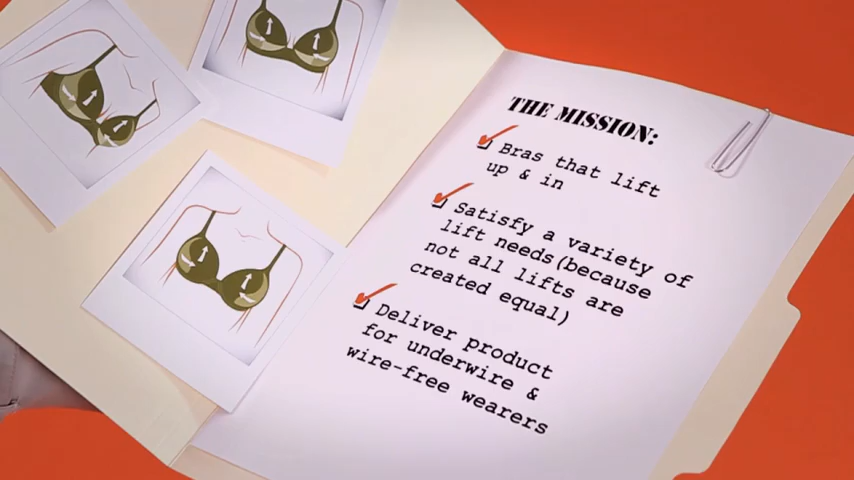 THE MISSION:
Bras that lift
up & in
Satisfy a variety of
lift needs(because
not all lifts are
created equal)
Deliver product
for underwire &
wire-free wearers